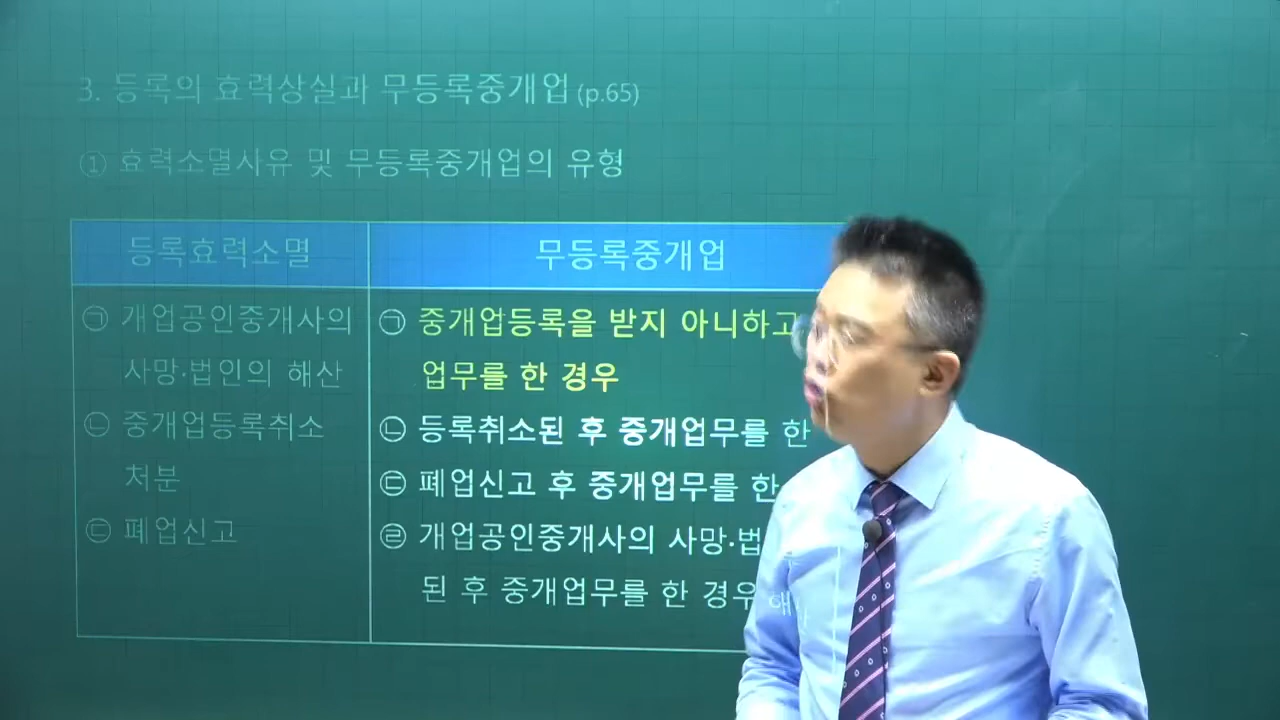 3. 등록의 효력상실과 무등록중개업 (p.65)
① 효력소멸사유 및 무등록중개업의 유형
등록효력소멸
㉠ 개업공인중개사의
사망·법인의 해산
㉡ 중개업등록취소
처분
㉢ 폐업신고
무등록중개업
㉠ 중개업등록을 받지 아니하고
업무를 한 경우
㉡ 등록취소된 후 중개업무를 한
㉢ 폐업신고 후 중개업무를 한
㉣ 개업공인중개사의 사망·법
된 후 중개업무를 한 경우